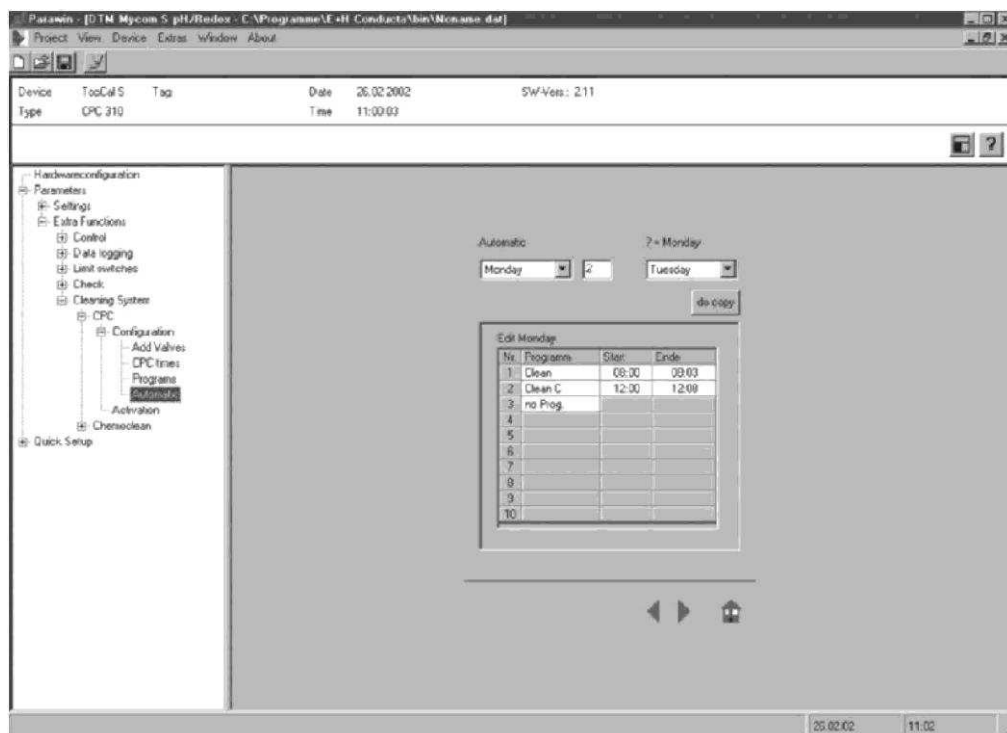 Parawin - [DTM Mycom S pH/Redox - C:\Programme\E+H Conducta\bin\Noname.dat]
Project View Device Extras Window About
Device TopCal S Tag: Date 26.02.2002 SW-Vers.: 2.11
Type CPC 310 Time 11:00:03
Hardwareconfiguration
Parameters
Settings
Extra Functions
Control
Data logging
Limit switches
Check
Cleaning System
CPC
Configuration
Add Valves
CPC times
Programs
Automatic
Activation
Chemoclean
Quick Setup
Automatic ? = Monday
Monday 2 Tuesday
do copy
Edit Monday
Nr. Programm Start Ende
1 Clean 08:00 08:03
2 Clean C 12:00 12:08
3 no Prog.
4
5
6
7
8
9
10
26.02.02 11:02